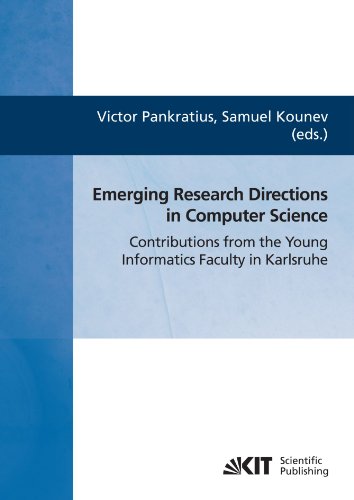 Victor Pankratius, Samuel Kounev
(eds.)
Emerging Research Directions
in Computer Science
Contributions from the Young
Informatics Faculty in Karlsruhe
KIT Scientific
Publishing